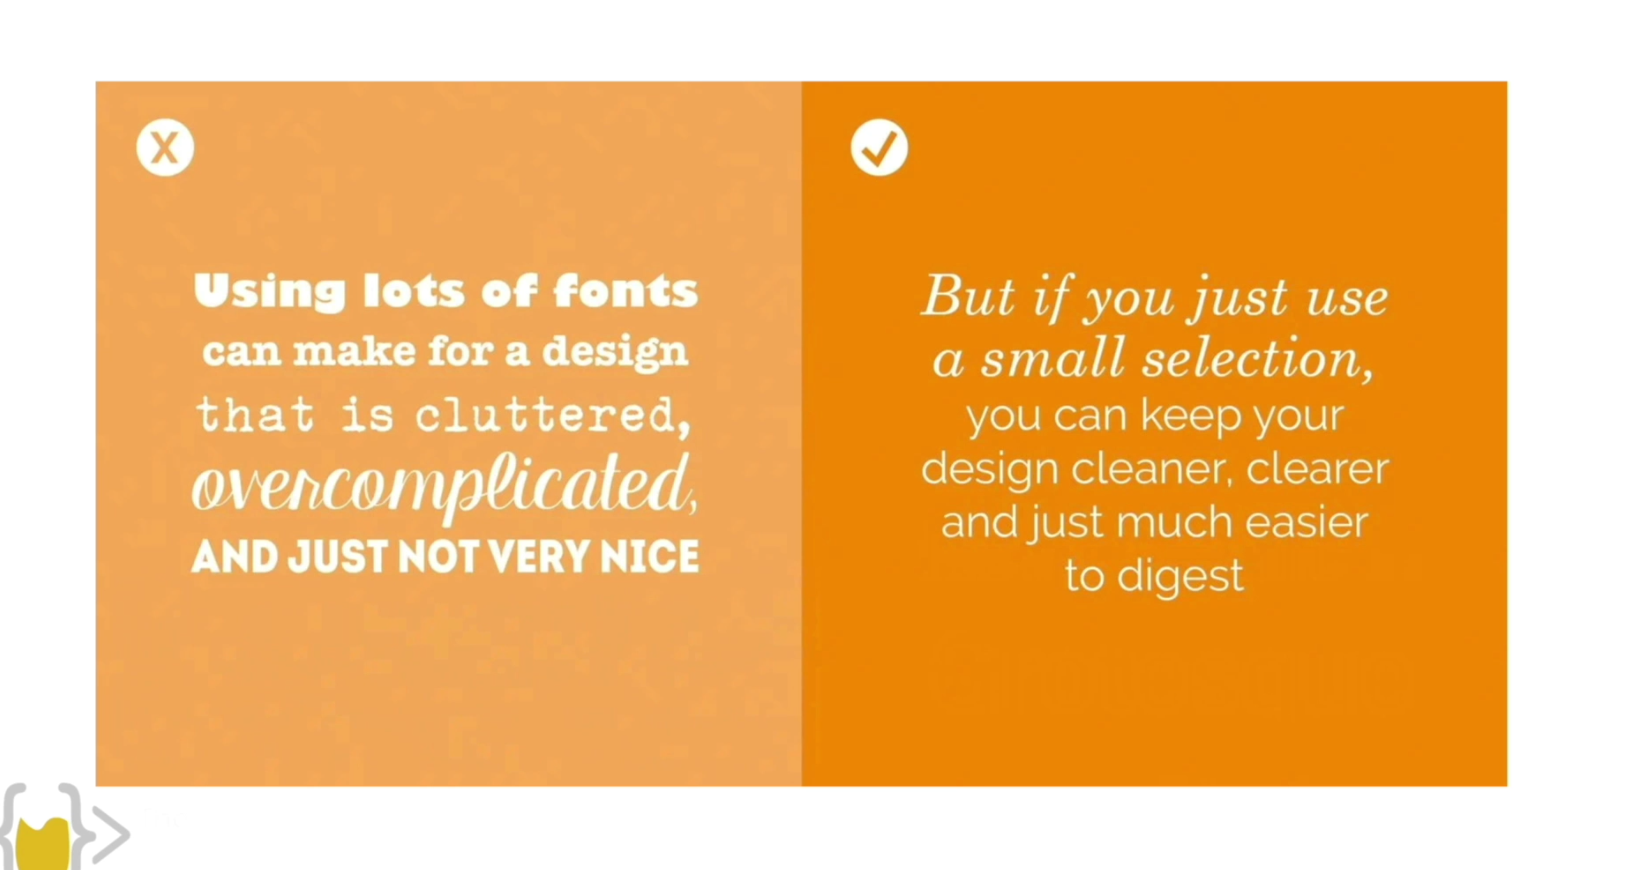 X
Using lots of fonts
can make for a design
that is cluttered,
overcomplicated,
AND JUST NOT VERY NICE
But if you just use
a small selection,
you can keep your
design cleaner, clearer
and just much easier
to digest